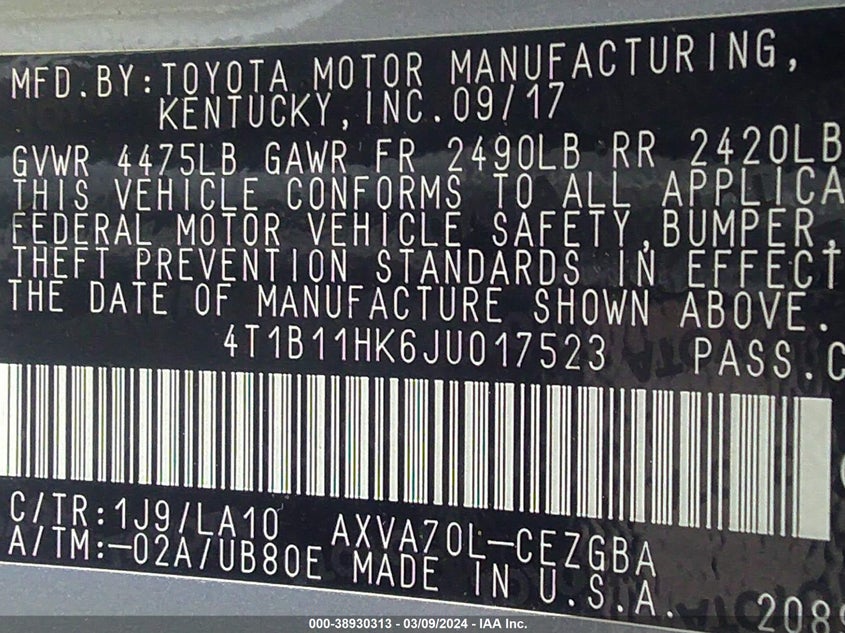 MFD.BY:TOYOTA MOTOR MANUFACTURING,
KENTUCKY,INC.09/17
GVWR 4475LB GAWR FR 2490LB RR 2420LB
THIS VEHICLE CONFORMS TO ALL APPLICA
FEDERAL MOTOR VEHICLE SAFETY,BUMPER,
THEFT PREVENTION STANDARDS IN EFFECT
THE DATE OF MANUFACTURE SHOWN ABOVE.
4T1B11HK6JU017523 PASS.C
C/TR:1J9/LA10 AXVA70L-CEZGBA
A/TM:-02A/UB80E MADE IN U.S.A.
2089
000-38930313 - 03/09/2024 - IAA Inc.